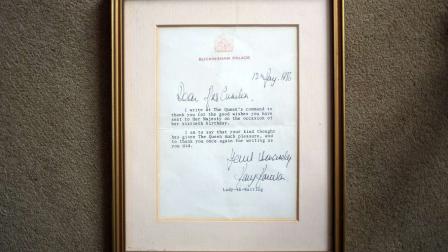 BUCKINGHAM PALACE
May, 1986
Dear Mrs
I write at The Queen's command to
thank you for the good wishes you have
sent to Her Majesty on the occasion of
her sixtieth birthday.
I am to say that your kind thought
has given The Queen much pleasure, and
to thank you once again for writing as
you did.
Yours sincerely
Lady-in-Waiting